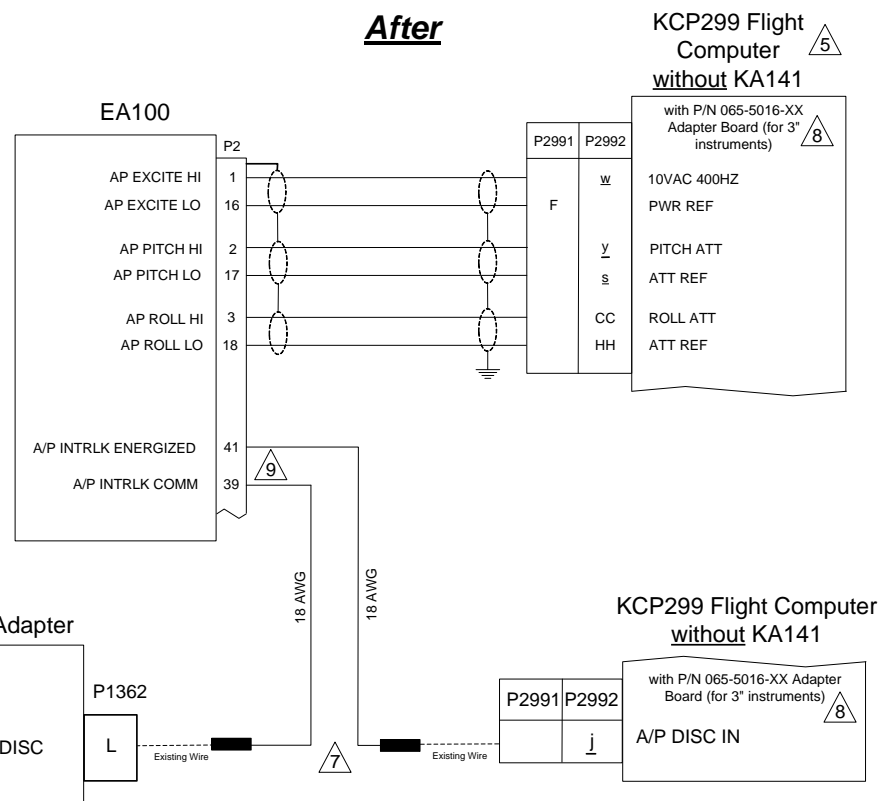 After
KCP299 Flight
Computer
without KA141
5
EA100
with P/N 065-5016-XX
Adapter Board (for 3"
instruments)
8
P2
P2991 P2992
AP EXCITE HI 1 w 10VAC 400HZ
AP EXCITE LO 16 F PWR REF
AP PITCH HI 2 y PITCH ATT
AP PITCH LO 17 s ATT REF
AP ROLL HI 3 CC ROLL ATT
AP ROLL LO 18 HH ATT REF
A/P INTRLK ENERGIZED 41
9
A/P INTRLK COMM 39
18 AWG
18 AWG
Adapter
KCP299 Flight Computer
without KA141
P1362
with P/N 065-5016-XX Adapter
Board (for 3" instruments)
8
P2991 P2992
DISC L Existing Wire
7
Existing Wire
j A/P DISC IN